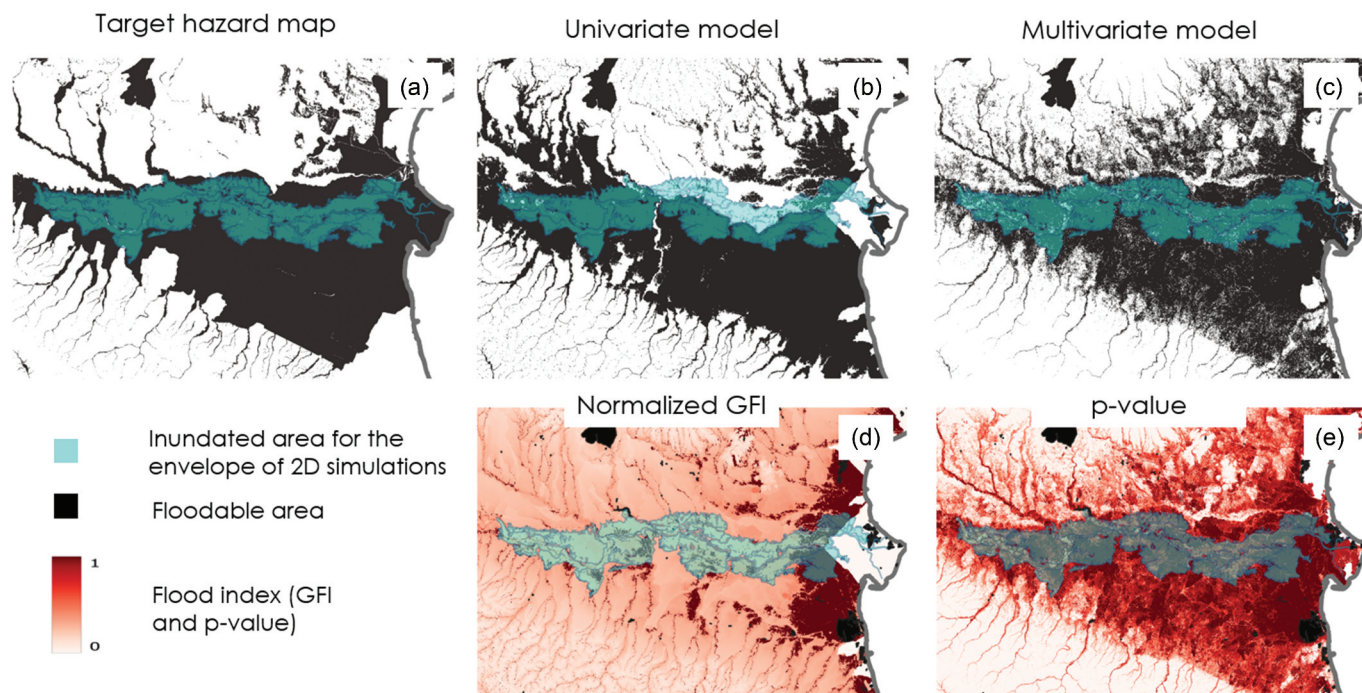 Target hazard map
Univariate model
Multivariate model
(a)
(b)
(c)
Normalized GFI
p-value
(d)
(e)
Inundated area for the
envelope of 2D simulations
Floodable area
1
Flood index (GFI
and p-value)
0